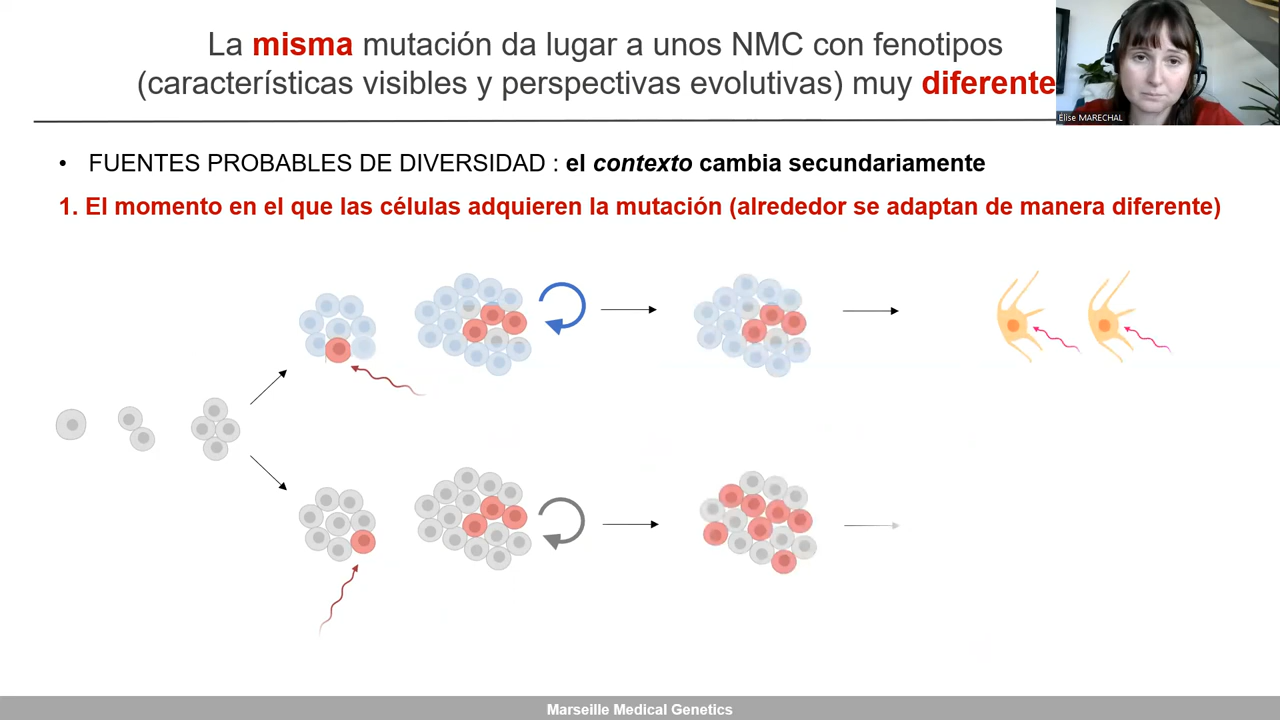 La misma mutación da lugar a unos NMC con fenotipos
(características visibles y perspectivas evolutivas) muy diferente
Élise MARECHAL
• FUENTES PROBABLES DE DIVERSIDAD : el contexto cambia secundariamente
1. El momento en el que las células adquieren la mutación (alrededor se adaptan de manera diferente)
Marseille Medical Genetics